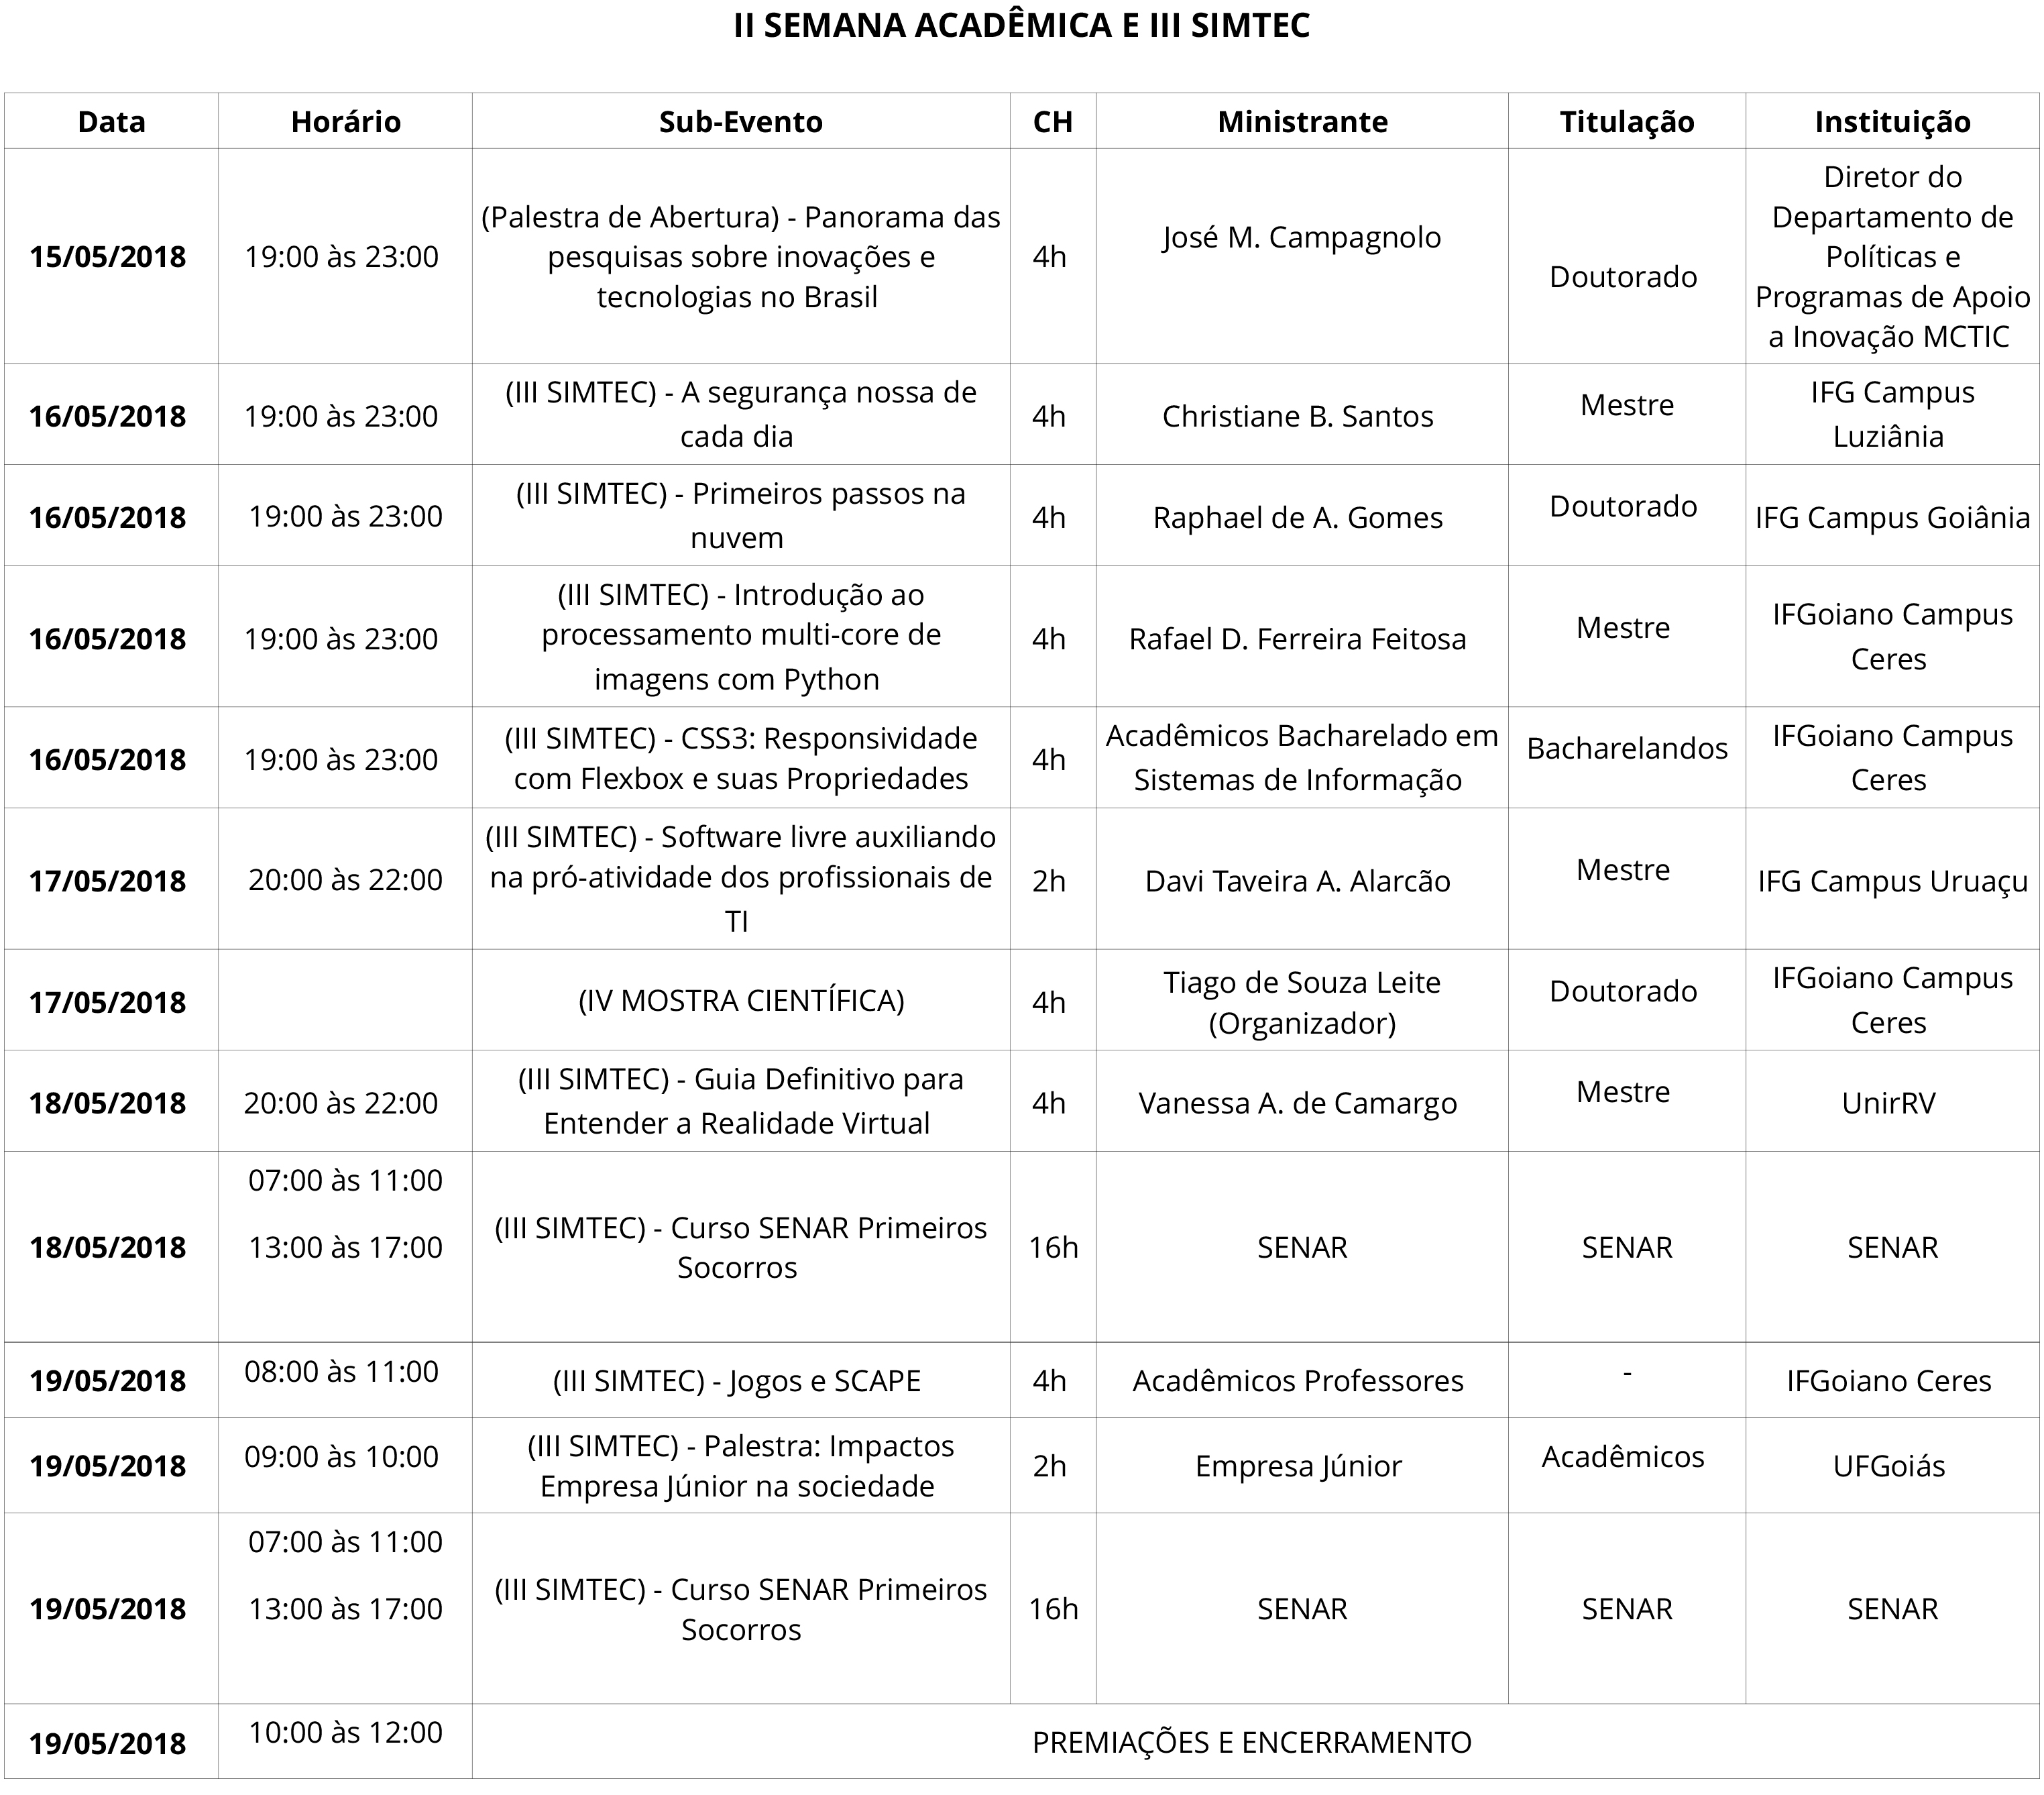 II SEMANA ACADÊMICA E III SIMTEC
Data Horário Sub-Evento CH Ministrante Titulação Instituição
15/05/2018 19:00 às 23:00 (Palestra de Abertura) - Panorama das
pesquisas sobre inovações e
tecnologias no Brasil 4h José M. Campagnolo Doutorado Diretor do
Departamento de
Políticas e
Programas de Apoio
a Inovação MCTIC
16/05/2018 19:00 às 23:00 (III SIMTEC) - A segurança nossa de
cada dia 4h Christiane B. Santos Mestre IFG Campus
Luziânia
16/05/2018 19:00 às 23:00 (III SIMTEC) - Primeiros passos na
nuvem 4h Raphael de A. Gomes Doutorado IFG Campus Goiânia
16/05/2018 19:00 às 23:00 (III SIMTEC) - Introdução ao
processamento multi-core de
imagens com Python 4h Rafael D. Ferreira Feitosa Mestre IFGoiano Campus
Ceres
16/05/2018 19:00 às 23:00 (III SIMTEC) - CSS3: Responsividade
com Flexbox e suas Propriedades 4h Acadêmicos Bacharelado em
Sistemas de Informação Bacharelandos IFGoiano Campus
Ceres
17/05/2018 20:00 às 22:00 (III SIMTEC) - Software livre auxiliando
na pró-atividade dos profissionais de
TI 2h Davi Taveira A. Alarcão Mestre IFG Campus Uruaçu
17/05/2018 (IV MOSTRA CIENTÍFICA) 4h Tiago de Souza Leite
(Organizador) Doutorado IFGoiano Campus
Ceres
18/05/2018 20:00 às 22:00 (III SIMTEC) - Guia Definitivo para
Entender a Realidade Virtual 4h Vanessa A. de Camargo Mestre UnirRV
18/05/2018 07:00 às 11:00
13:00 às 17:00 (III SIMTEC) - Curso SENAR Primeiros
Socorros 16h SENAR SENAR SENAR
19/05/2018 08:00 às 11:00 (III SIMTEC) - Jogos e SCAPE 4h Acadêmicos Professores - IFGoiano Ceres
19/05/2018 09:00 às 10:00 (III SIMTEC) - Palestra: Impactos
Empresa Júnior na sociedade 2h Empresa Júnior Acadêmicos UFGoiás
19/05/2018 07:00 às 11:00
13:00 às 17:00 (III SIMTEC) - Curso SENAR Primeiros
Socorros 16h SENAR SENAR SENAR
19/05/2018 10:00 às 12:00 PREMIAÇÕES E ENCERRAMENTO